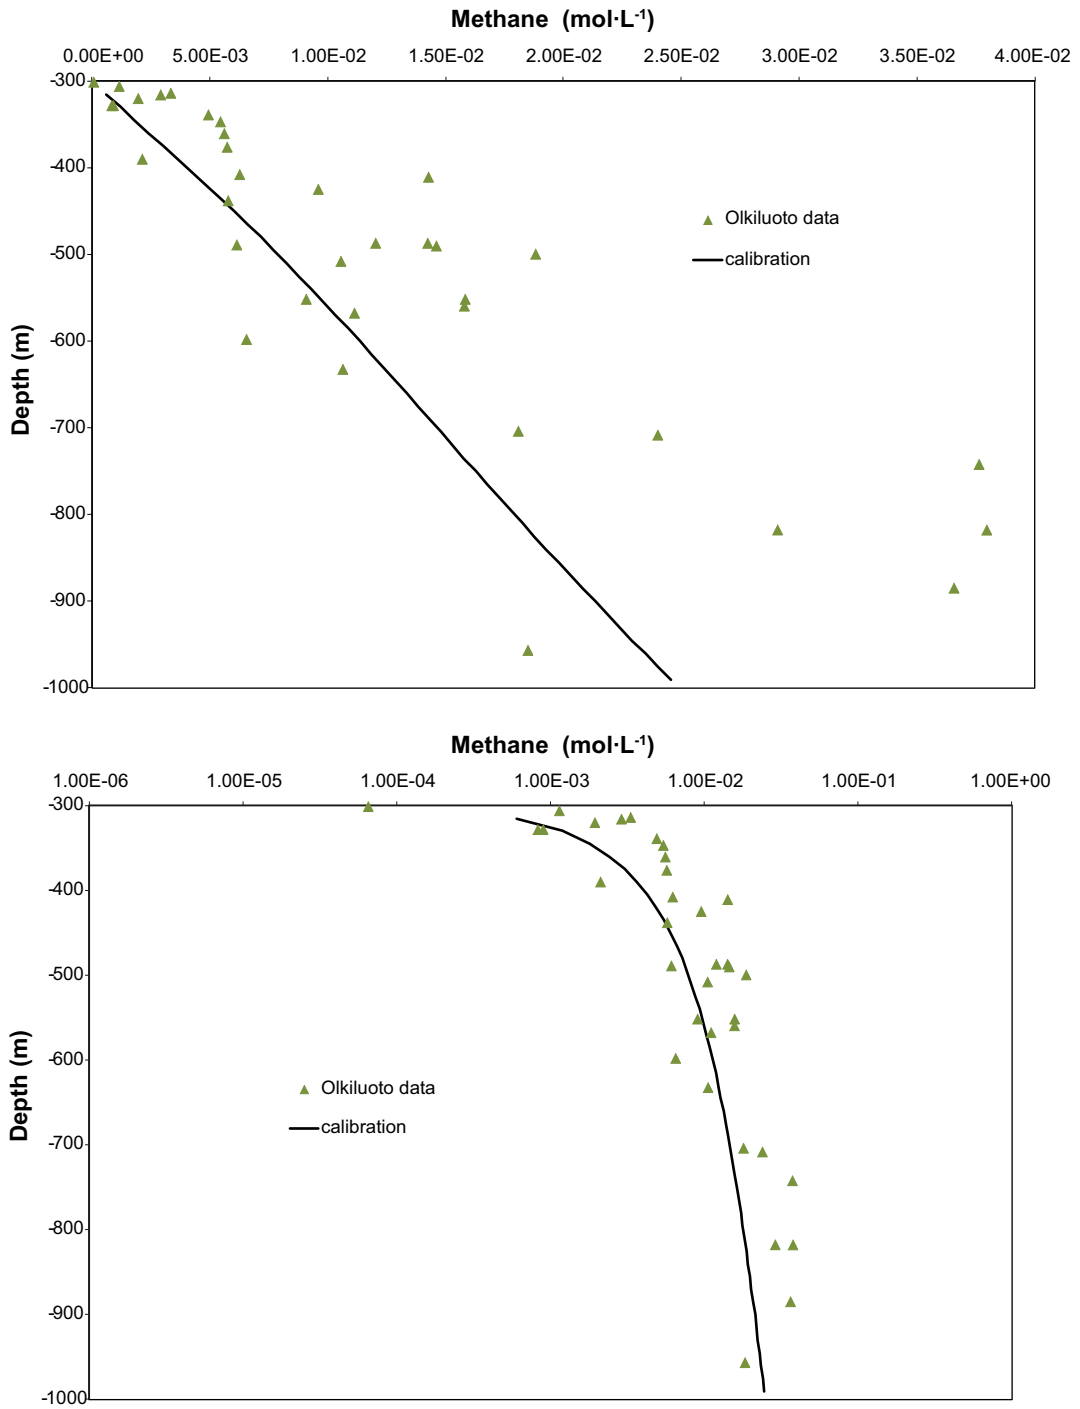 Methane (mol·L⁻¹)
0.00E+00 5.00E-03 1.00E-02 1.50E-02 2.00E-02 2.50E-02 3.00E-02 3.50E-02 4.00E-02
-300
-400
Olkiluoto data
-500
calibration
Depth (m)
-600
-700
-800
-900
-1000
Methane (mol·L⁻¹)
1.00E-06 1.00E-05 1.00E-04 1.00E-03 1.00E-02 1.00E-01 1.00E+00
-300
-400
-500
-600
Depth (m)
Olkiluoto data
calibration
-700
-800
-900
-1000